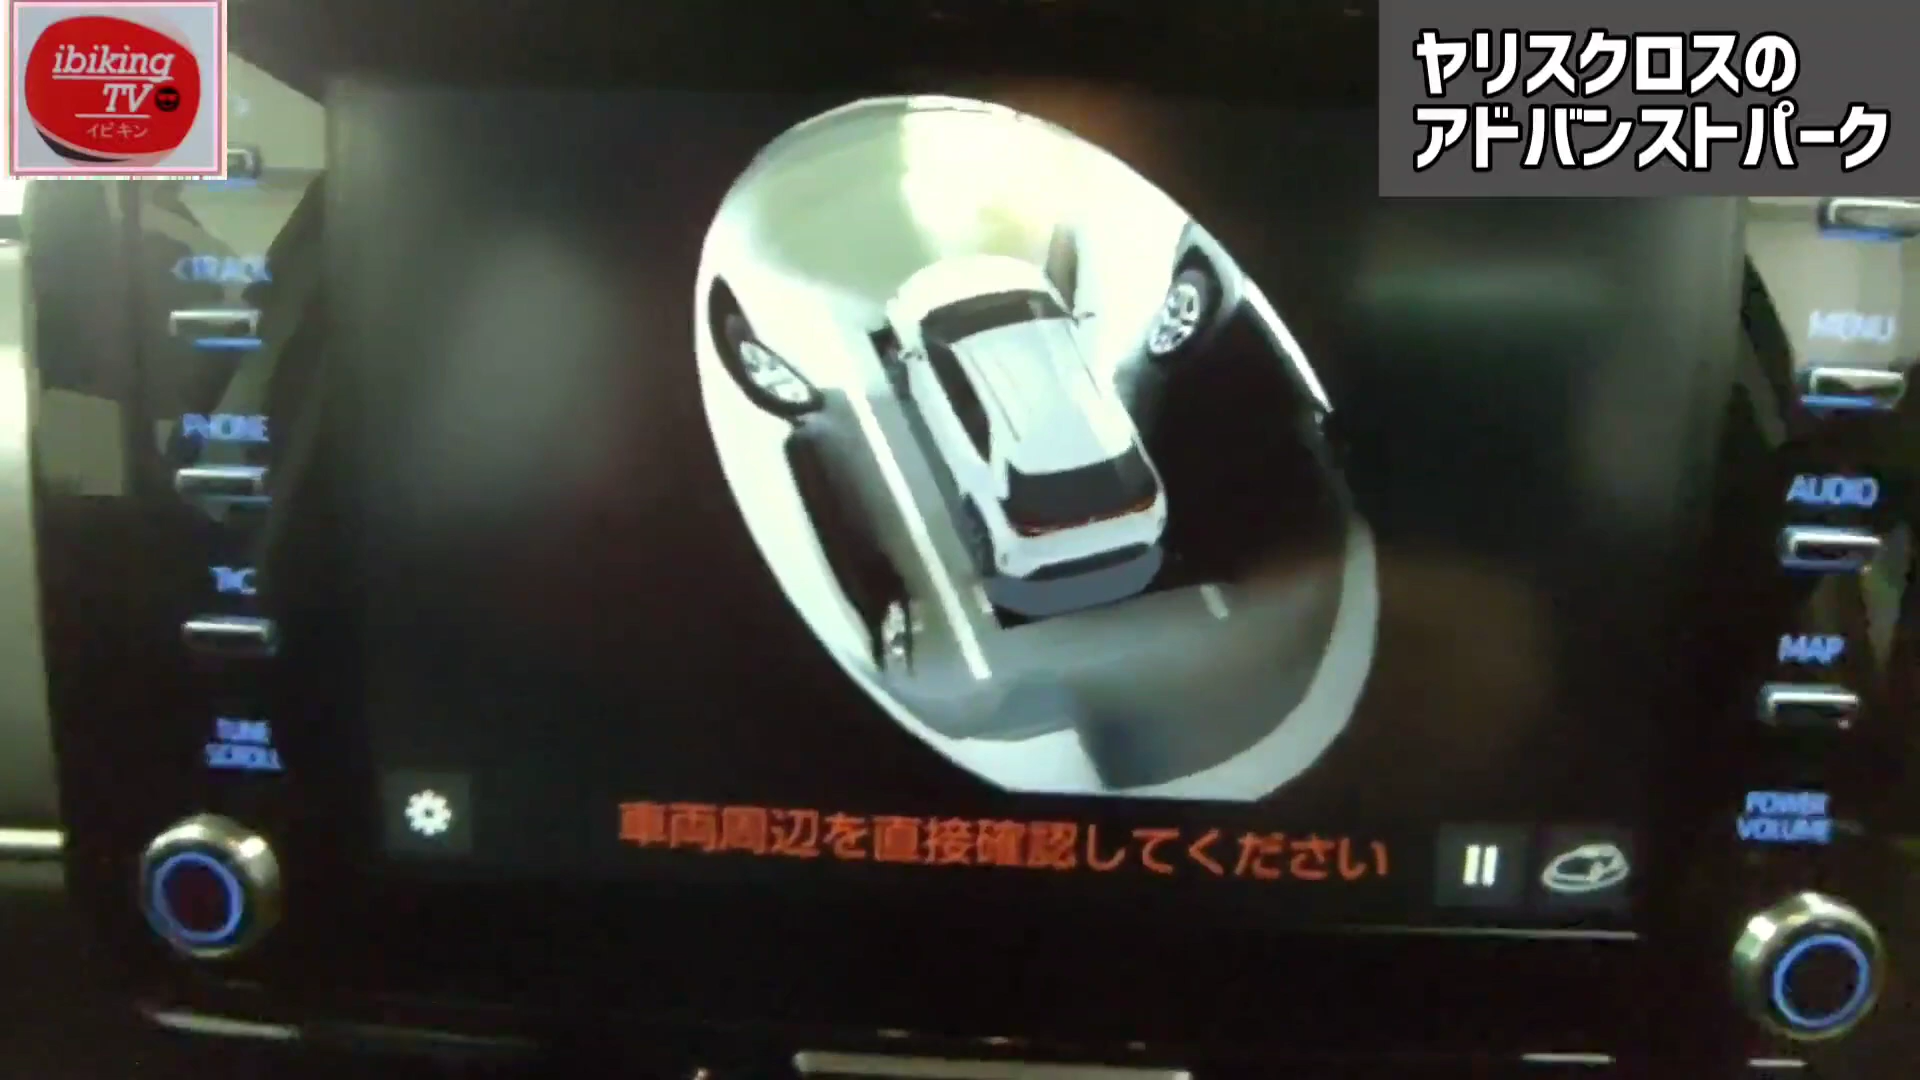 ibiking
TV
イビキン
ヤリスクロスの
アドバンストパーク
TRACK
PHONE
TUNE
SCROLL
MENU
AUDIO
MAP
POWER
VOLUME
車両周辺を直接確認してください